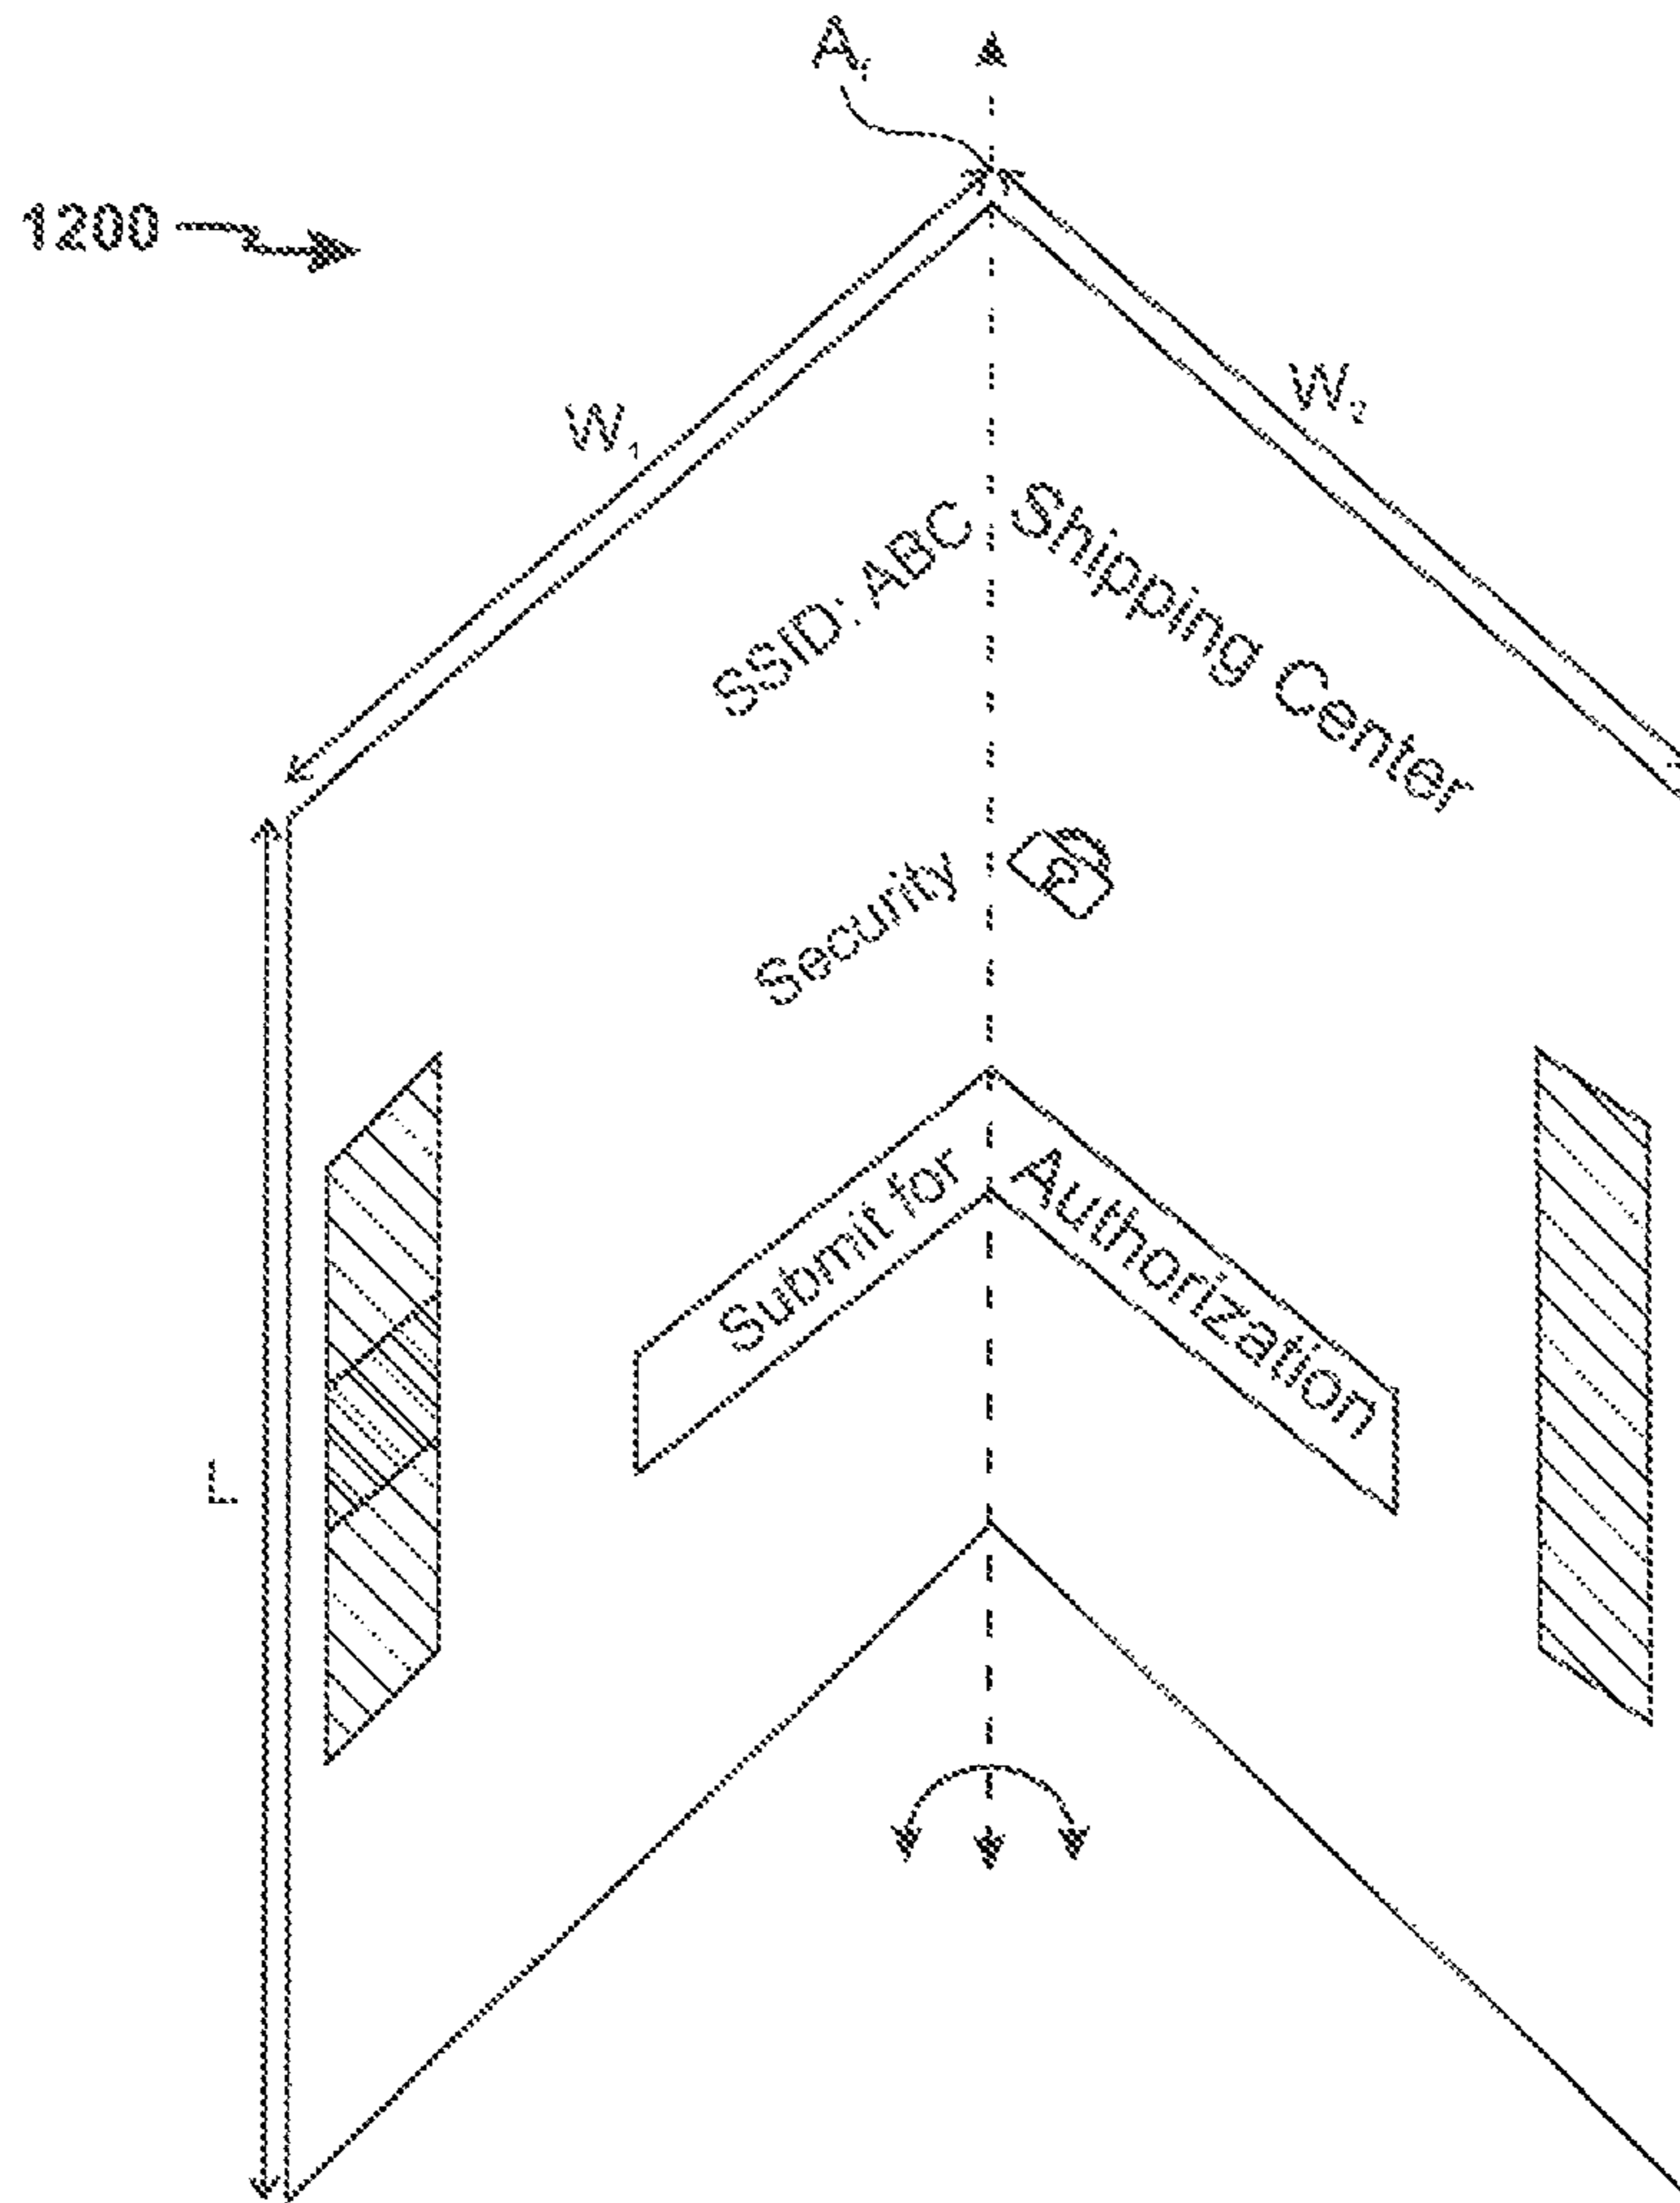 A₁
1200
W₁
W₂
SSID: ABC Shipping Center
Security
Submit for Authorization
L